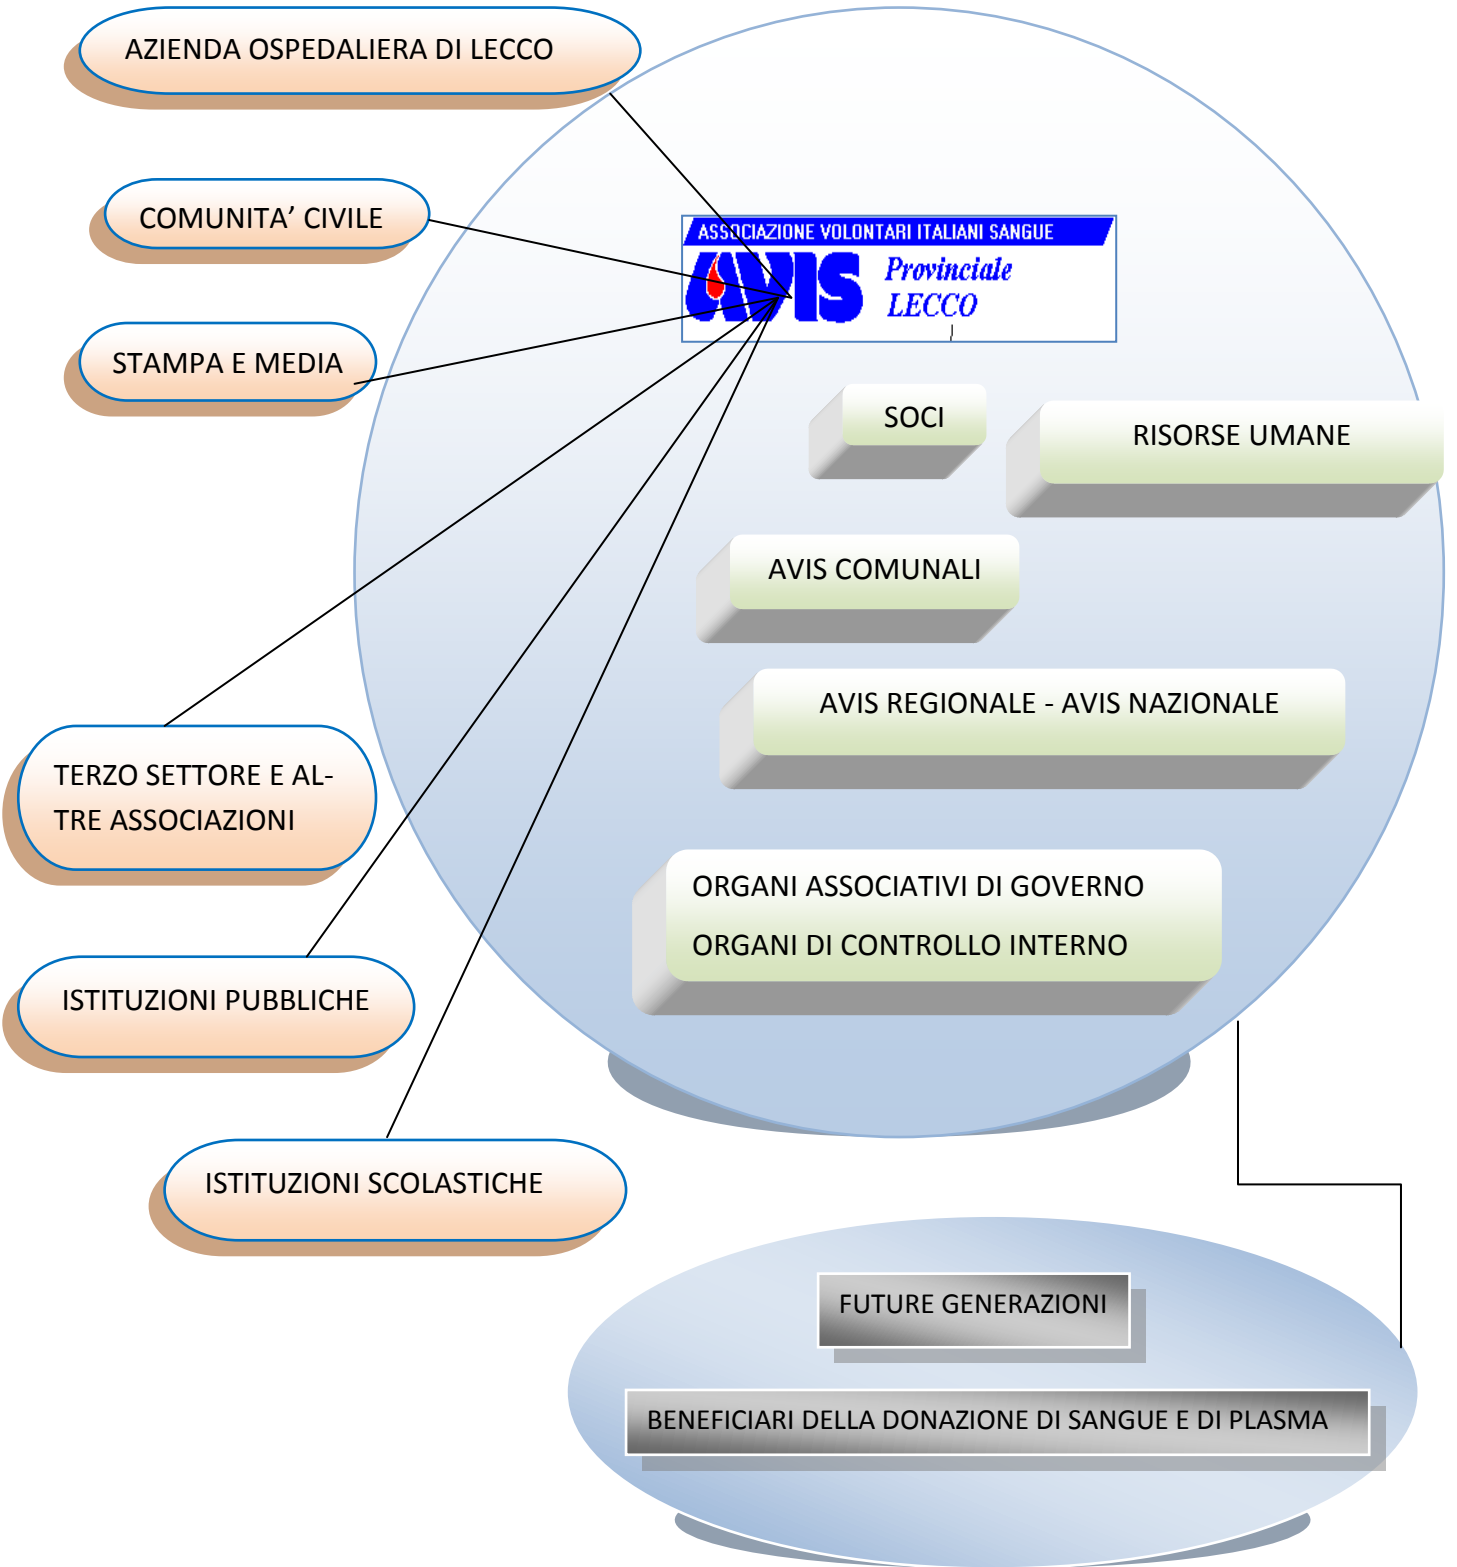 AZIENDA OSPEDALIERA DI LECCO
COMUNITA’ CIVILE
STAMPA E MEDIA
ASSOCIAZIONE VOLONTARI ITALIANI SANGUE
AVIS Provinciale
LECCO
SOCI
RISORSE UMANE
AVIS COMUNALI
AVIS REGIONALE - AVIS NAZIONALE
TERZO SETTORE E AL-
TRE ASSOCIAZIONI
ORGANI ASSOCIATIVI DI GOVERNO
ORGANI DI CONTROLLO INTERNO
ISTITUZIONI PUBBLICHE
ISTITUZIONI SCOLASTICHE
FUTURE GENERAZIONI
BENEFICIARI DELLA DONAZIONE DI SANGUE E DI PLASMA